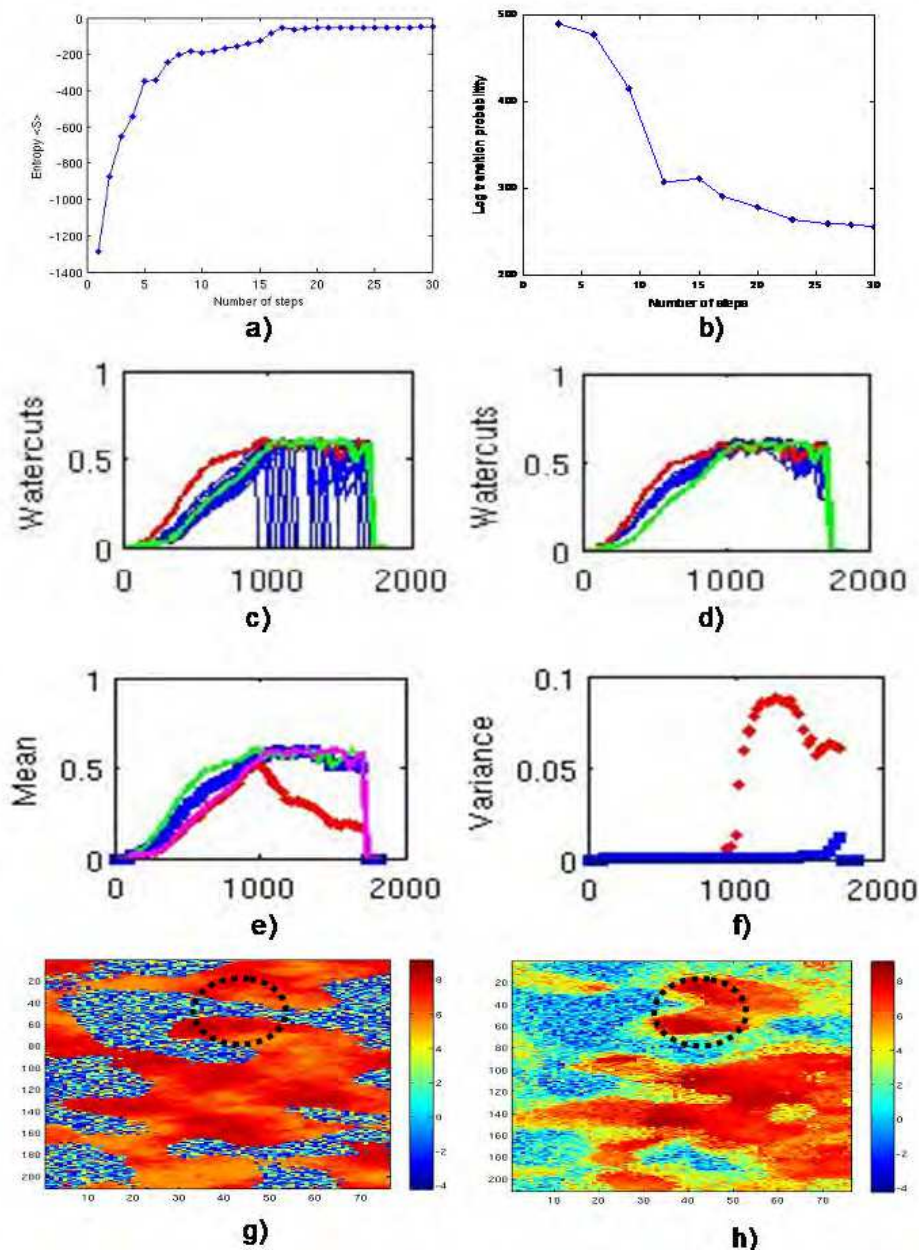 0
-200
-400
-600
-800
-1000
-1200
-1400
Entropy <S>
0 5 10 15 20 25 30
Number of steps
a)
500
400
300
200
Log transition probability
0 5 10 15 20 25 30
Number of steps
b)
1
0.5
0
Watercuts
0 1000 2000
c)
1
0.5
0
Watercuts
0 1000 2000
d)
1
0.5
0
Mean
0 1000 2000
e)
0.1
0.05
0
Variance
0 1000 2000
f)
20
40
60
80
100
120
140
160
180
200
10 20 30 40 50 60 70
8
6
4
2
0
-2
-4
g)
20
40
60
80
100
120
140
160
180
200
10 20 30 40 50 60 70
8
6
4
2
0
-2
-4
h)